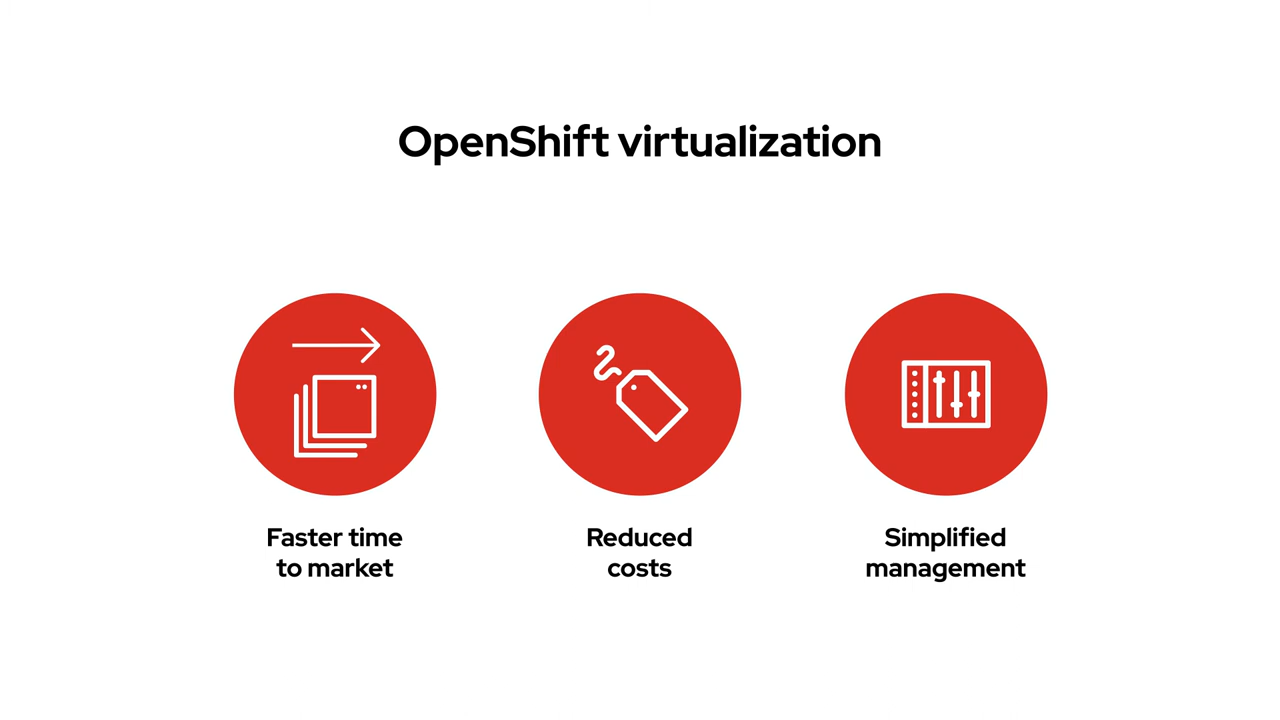 OpenShift virtualization
Faster time
to market
Reduced
costs
Simplified
management